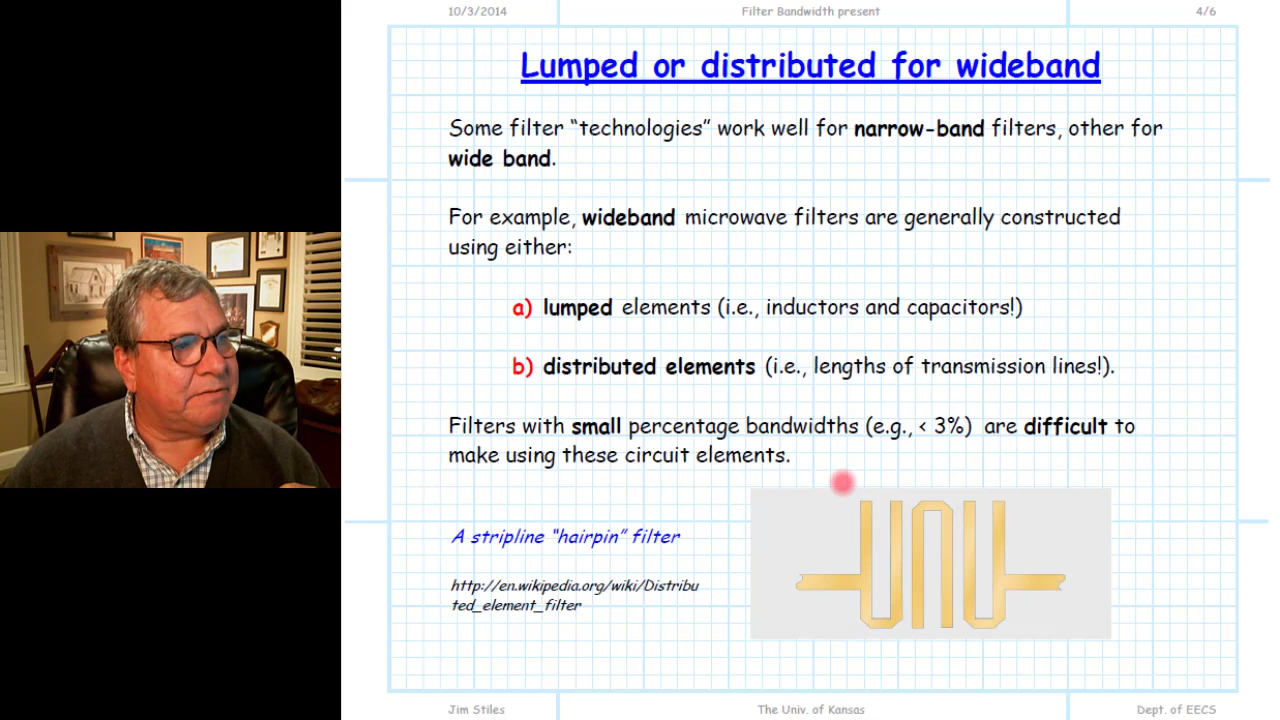 10/3/2014 Filter Bandwidth present 4/6
Lumped or distributed for wideband
Some filter “technologies” work well for narrow-band filters, other for
wide band.
For example, wideband microwave filters are generally constructed
using either:
a) lumped elements (i.e., inductors and capacitors!)
b) distributed elements (i.e., lengths of transmission lines!).
Filters with small percentage bandwidths (e.g., < 3%) are difficult to
make using these circuit elements.
A stripline “hairpin” filter
http://en.wikipedia.org/wiki/Distribu
ted_element_filter
Jim Stiles The Univ. of Kansas Dept. of EECS